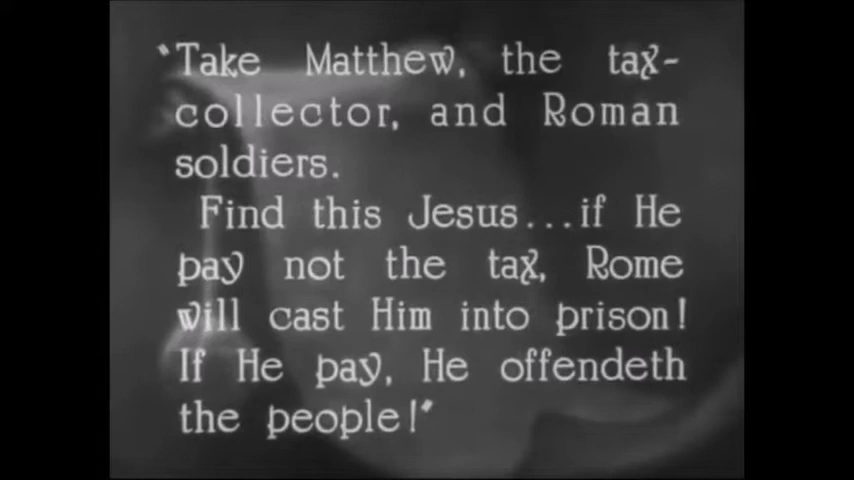 "Take Matthew, the tax-
collector, and Roman
soldiers.
Find this Jesus...if He
pay not the tax, Rome
will cast Him into prison!
If He pay, He offendeth
the people!"